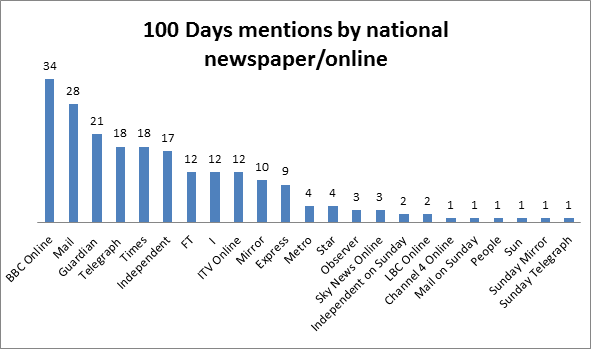 100 Days mentions by national
newspaper/online
34
28
21
18
18
17
12
12
12
10
9
4
4
3
3
2
2
1
1
1
1
1
1
BBC Online
Mail
Guardian
Telegraph
Times
Independent
FT
I
ITV Online
Mirror
Express
Metro
Star
Observer
Sky News Online
Independent on Sunday
LBC Online
Channel 4 Online
Mail on Sunday
People
Sun
Sunday Mirror
Sunday Telegraph